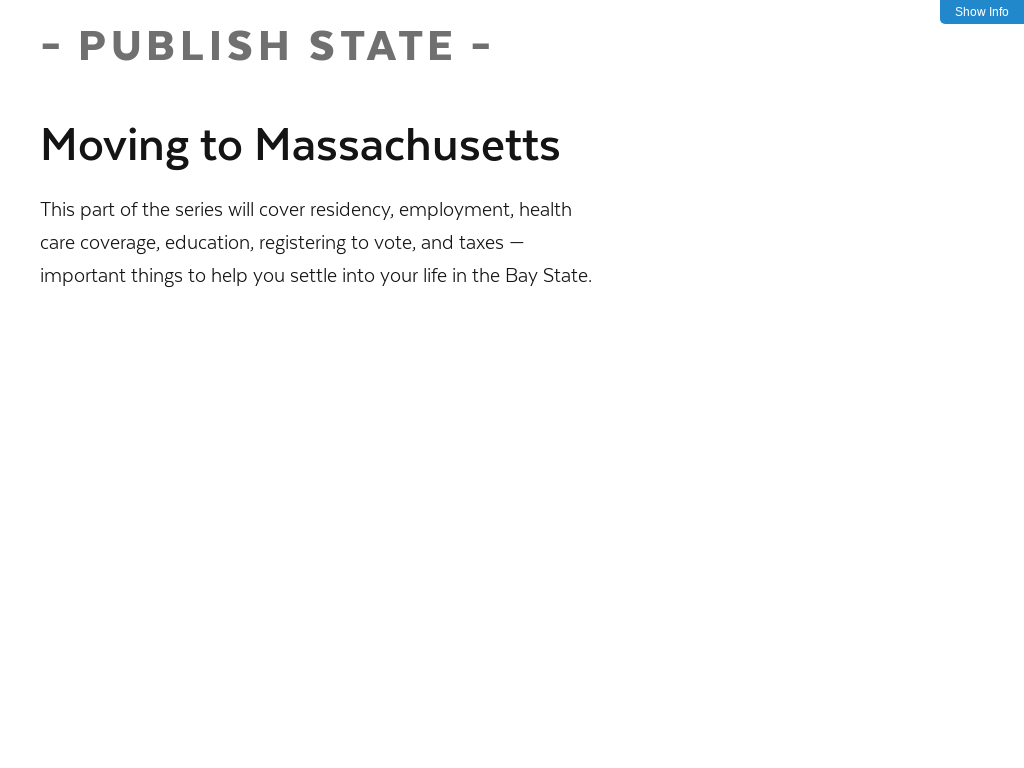 Show Info
- PUBLISH STATE -
Moving to Massachusetts
This part of the series will cover residency, employment, health
care coverage, education, registering to vote, and taxes —
important things to help you settle into your life in the Bay State.